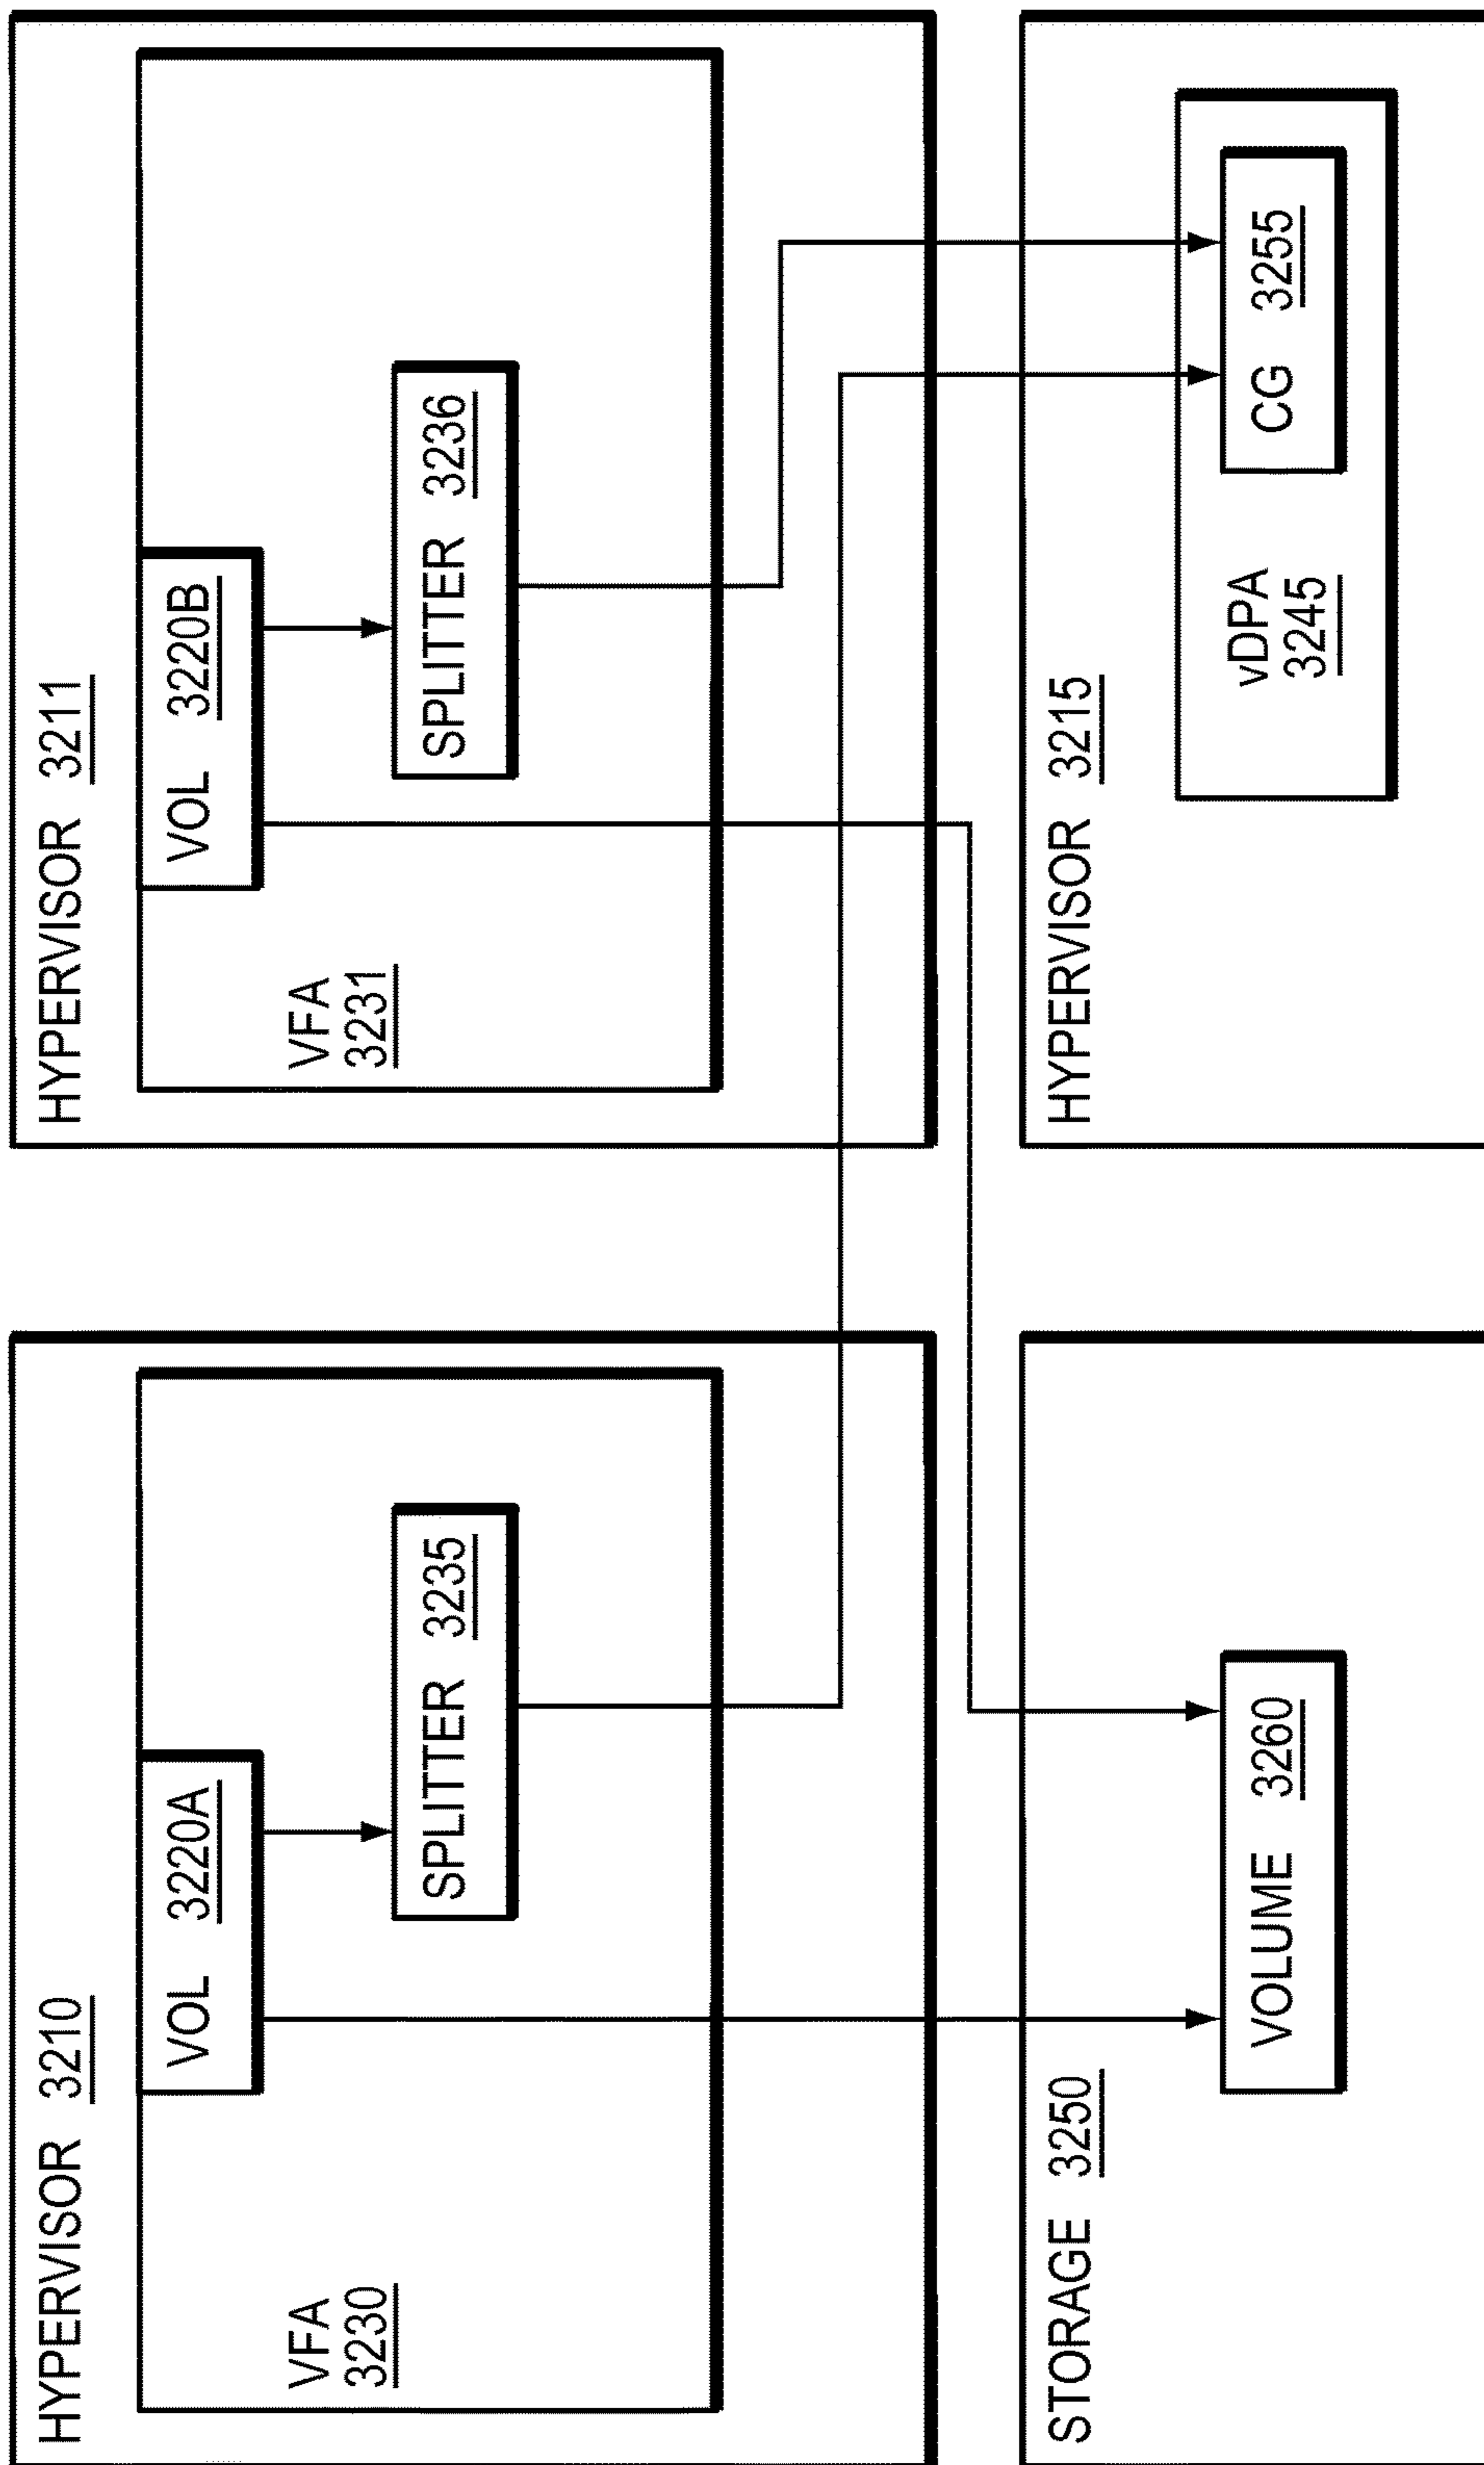 HYPERVISOR 3210
VOL 3220A
VFA
3230
SPLITTER 3235
HYPERVISOR 3211
VOL 3220B
VFA
3231
SPLITTER 3236
STORAGE 3250
VOLUME 3260
HYPERVISOR 3215
vDPA
3245
CG 3255